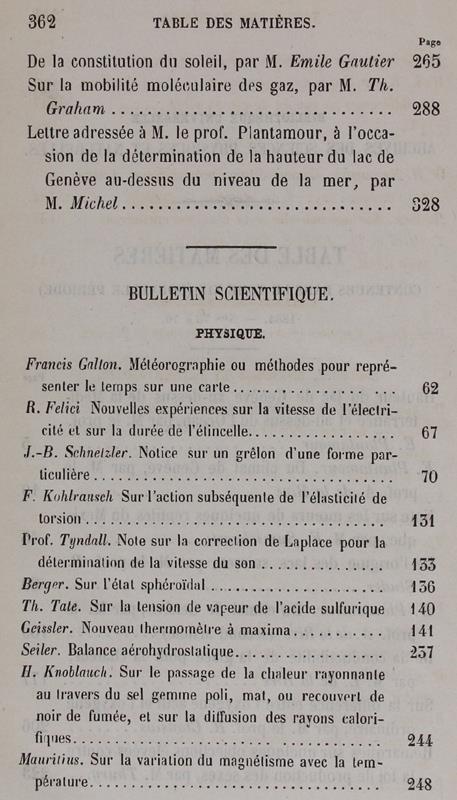 362 TABLE DES MATIÈRES.
Page
De la constitution du soleil, par M. Emile Gautier 265
Sur la mobilité moléculaire des gaz, par M. Th.
Graham .............................. 288
Lettre adressée à M. le prof. Plantamour, à l'occa-
sion de la détermination de la hauteur du lac de
Genève au-dessus du niveau de la mer, par
M. Michel .............................. 328
BULLETIN SCIENTIFIQUE.
PHYSIQUE.
Francis Galton. Météorographie ou méthodes pour repré-
senter le temps sur une carte .................. 62
R. Felici Nouvelles expériences sur la vitesse de l'électri-
cité et sur la durée de l'étincelle.................. 67
J.-B. Schnetzler. Notice sur un grêlon d'une forme par-
ticulière .............................. 70
F. Kohlrausch Sur l'action subséquente de l'élasticité de
torsion .............................. 131
Prof. Tyndall. Note sur la correction de Laplace pour la
détermination de la vitesse du son ............... 133
Berger. Sur l'état sphéroïdal .................... 136
Th. Tate. Sur la tension de vapeur de l'acide sulfurique 140
Geissler. Nouveau thermomètre à maxima........... 141
Seiler. Balance aérohydrostatique.................. 237
H. Knoblauch. Sur le passage de la chaleur rayonnante
au travers du sel gemme poli, mat, ou recouvert de
noir de fumée, et sur la diffusion des rayons calori-
fiques .............................. 244
Mauritius. Sur la variation du magnétisme avec la tem-
pérature .............................. 248